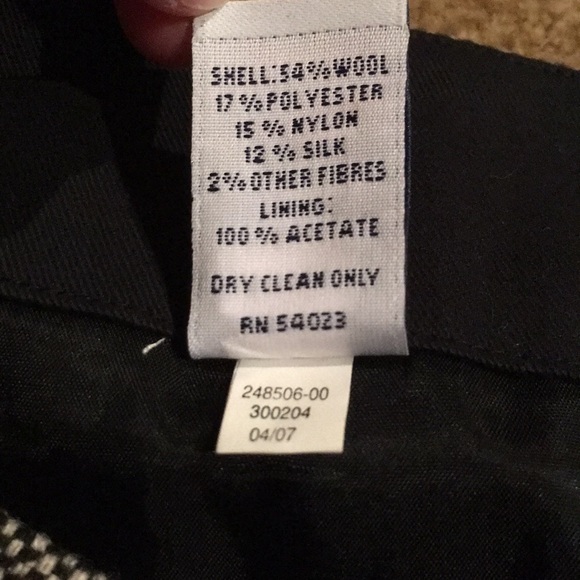 SHELL:54%WOOL
17%POLYESTER
15% NYLON
12% SILK
2%OTHER FIBRES
LINING:
100% ACETATE
DRY CLEAN ONLY
RN 54023
248506-00
300204
04/07